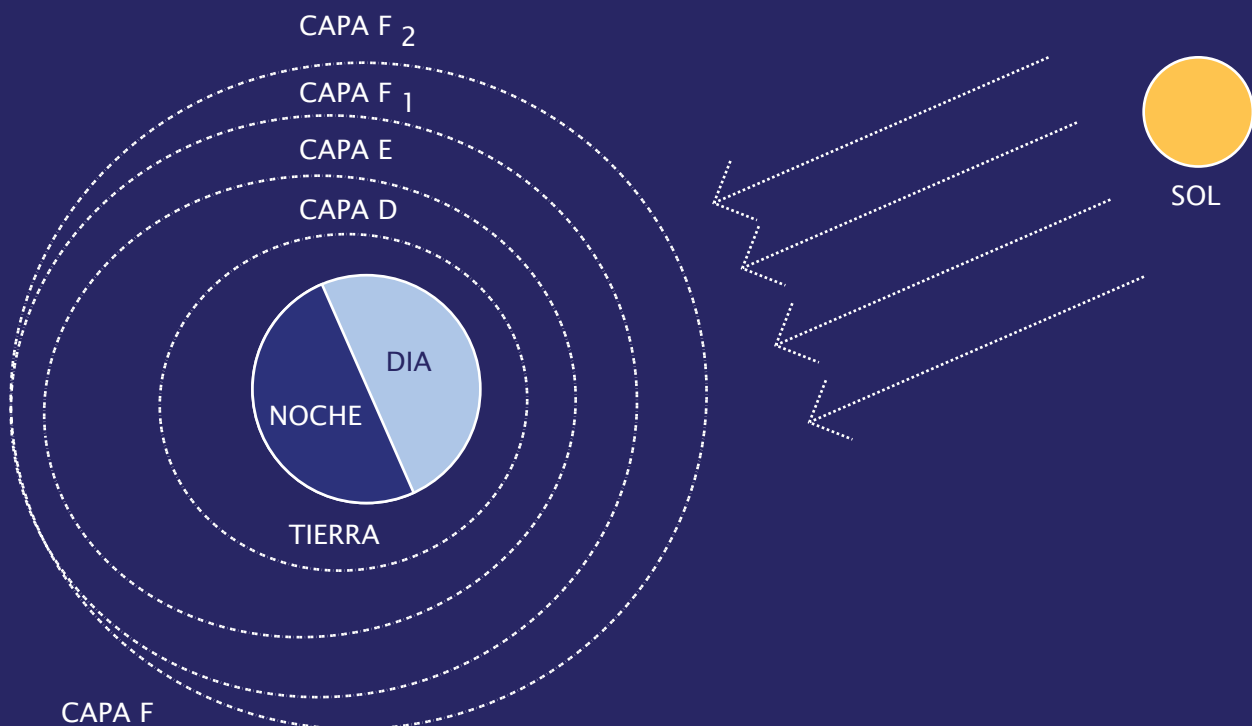 CAPA F 2
CAPA F 1
CAPA E
CAPA D
SOL
DIA
NOCHE
TIERRA
CAPA F